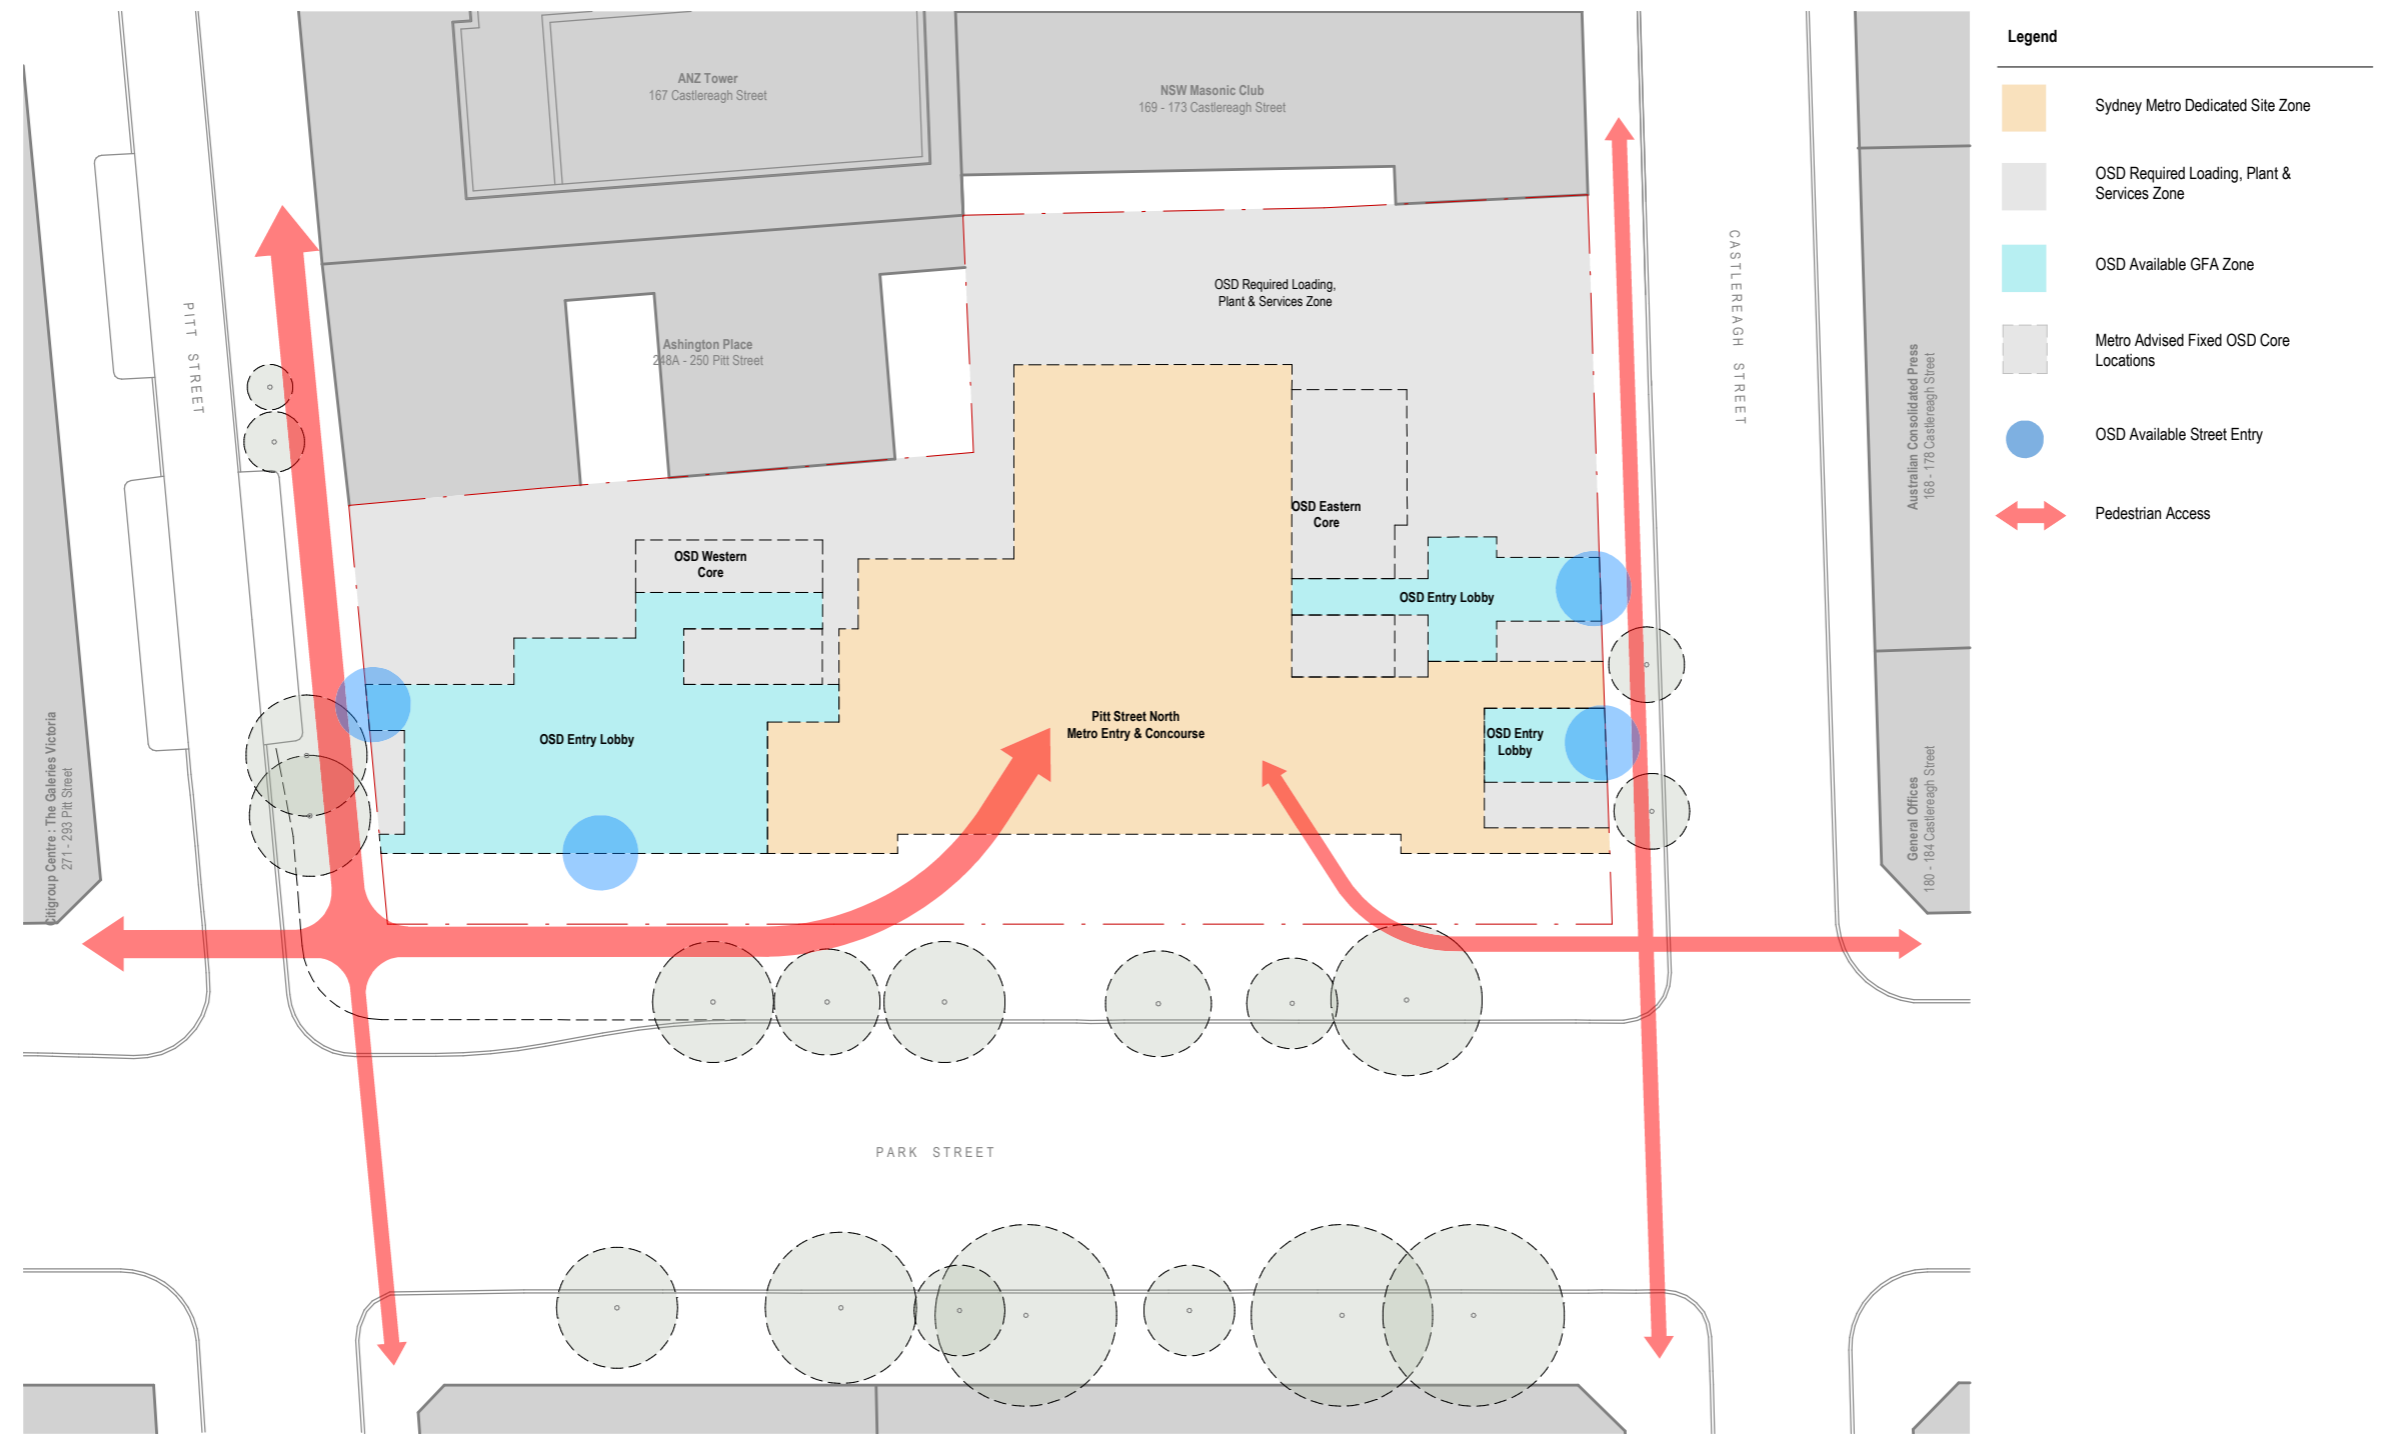 ANZ Tower
167 Castlereagh Street
NSW Masonic Club
169 - 173 Castlereagh Street
PITT STREET
CASTLEREAGH STREET
OSD Required Loading,
Plant & Services Zone
Ashington Place
248A - 250 Pitt Street
Australian Consolidated Press
168 - 178 Castlereagh Street
OSD Eastern
Core
OSD Western
Core
OSD Entry Lobby
Pitt Street North
Metro Entry & Concourse
OSD Entry Lobby
OSD Entry
Lobby
Citigroup Centre : The Galeries Victoria
271 - 293 Pitt Street
General Offices
180 - 184 Castlereagh Street
PARK STREET
Legend
Sydney Metro Dedicated Site Zone
OSD Required Loading, Plant &
Services Zone
OSD Available GFA Zone
Metro Advised Fixed OSD Core
Locations
OSD Available Street Entry
Pedestrian Access